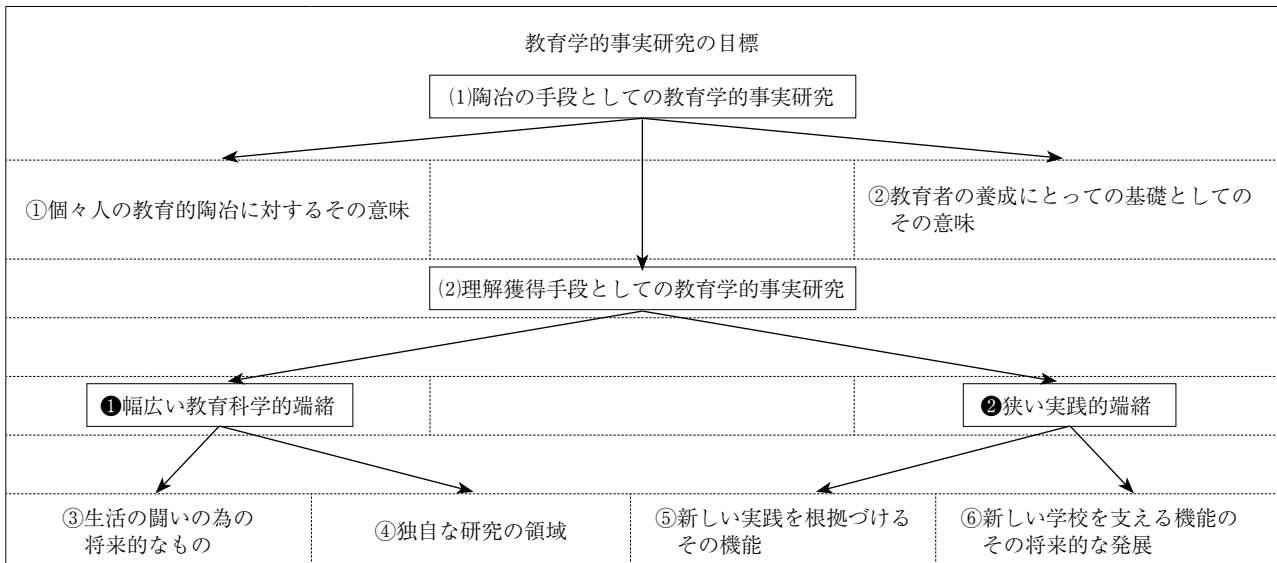 教育学的事実研究の目標
⑴陶冶の手段としての教育学的事実研究
①個々人の教育的陶冶に対するその意味
②教育者の養成にとっての基礎としての
その意味
⑵理解獲得手段としての教育学的事実研究
❶幅広い教育科学的端緒
❷狭い実践的端緒
③生活の闘いの為の
将来的なもの
④独自な研究の領域
⑤新しい実践を根拠づける
その機能
⑥新しい学校を支える機能の
その将来的な発展